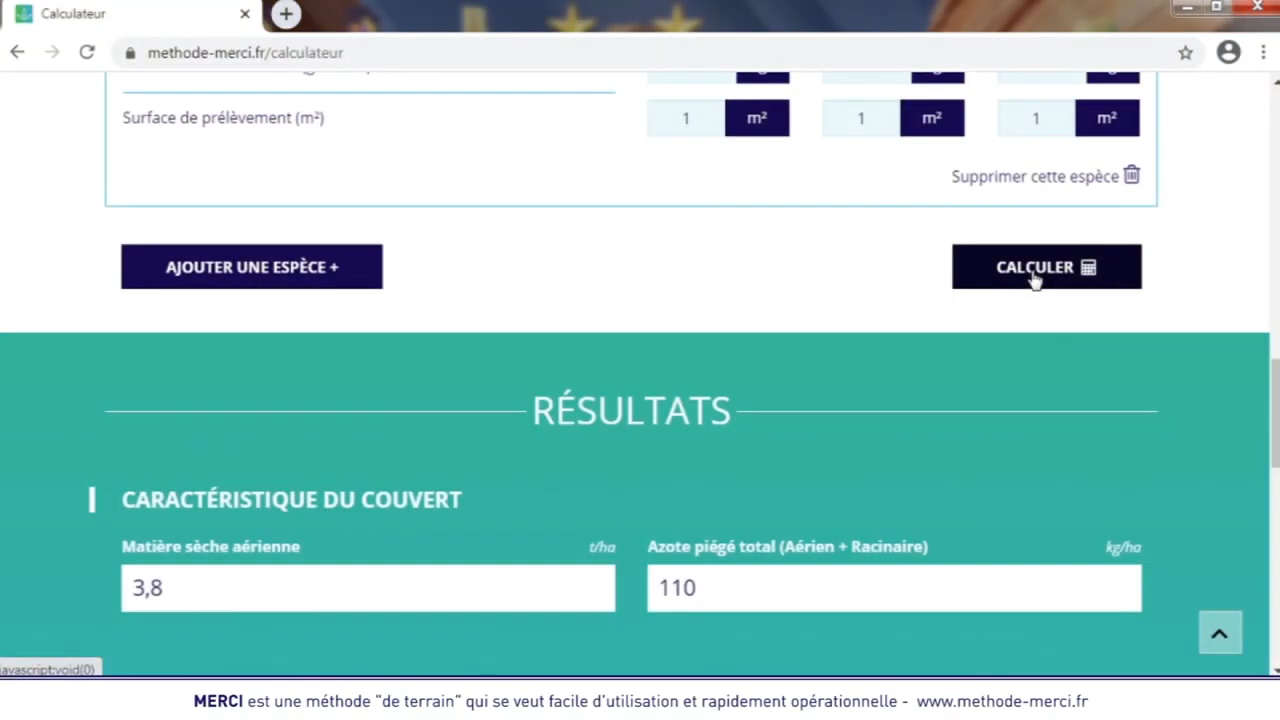 Calculateur
methode-merci.fr/calculateur
Surface de prélèvement (m²) 1 m² 1 m² 1 m²
Supprimer cette espèce
AJOUTER UNE ESPÈCE + CALCULER
RÉSULTATS
CARACTÉRISTIQUE DU COUVERT
Matière sèche aérienne t/ha Azote piégé total (Aérien + Racinaire) kg/ha
3,8 110
javascript:void(0)
MERCI est une méthode "de terrain" qui se veut facile d'utilisation et rapidement opérationnelle - www.methode-merci.fr